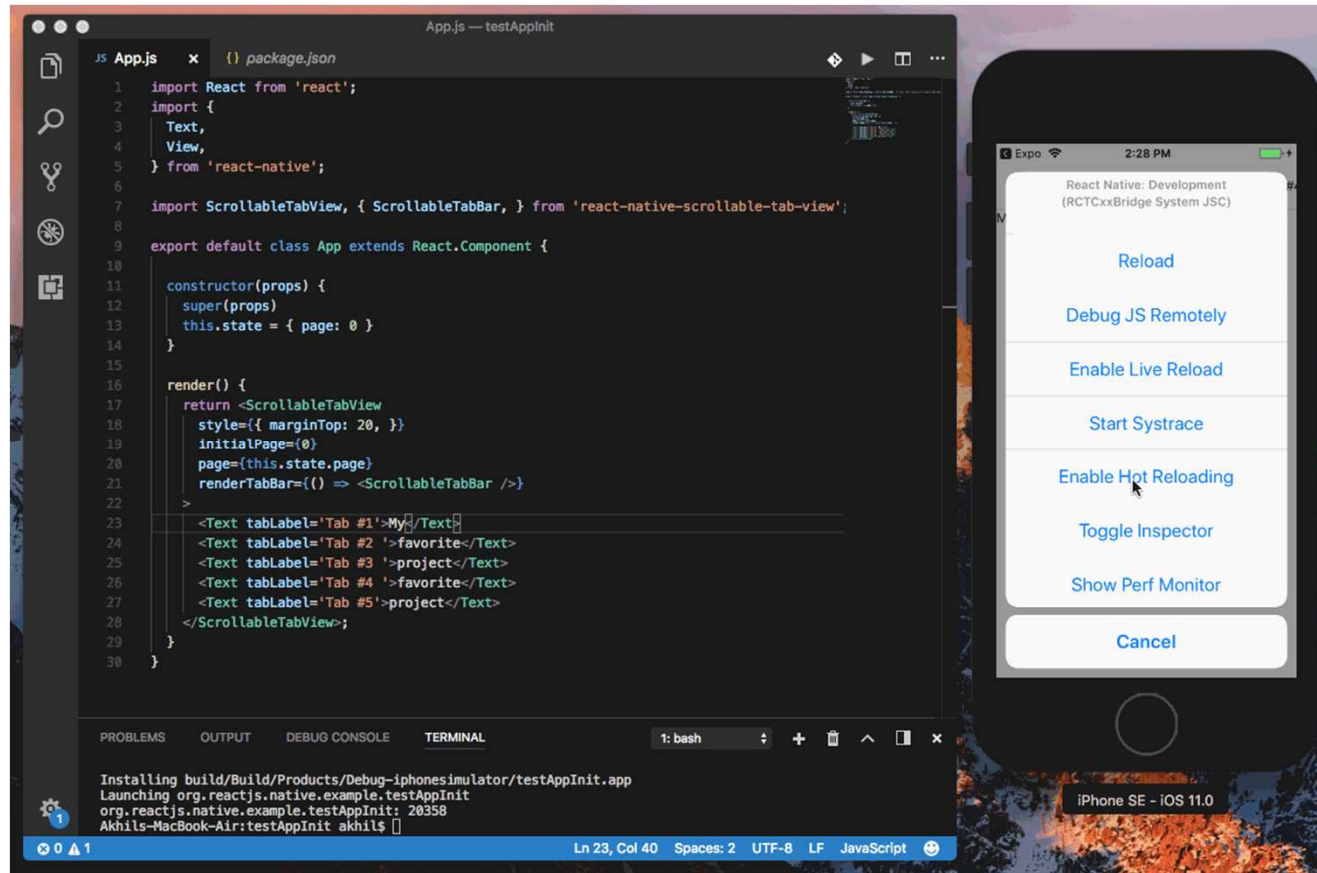 App.js — testAppInit
JS App.js × {} package.json
1 import React from 'react';
2 import {
3 Text,
4 View,
5 } from 'react-native';
6
7 import ScrollableTabView, { ScrollableTabBar, } from 'react-native-scrollable-tab-view';
8
9 export default class App extends React.Component {
10
11 constructor(props) {
12 super(props)
13 this.state = { page: 0 }
14 }
15
16 render() {
17 return <ScrollableTabView
18 style={{ marginTop: 20, }}
19 initialPage={0}
20 page={this.state.page}
21 renderTabBar={() => <ScrollableTabBar />}
22 >
23 <Text tabLabel='Tab #1'>My</Text>
24 <Text tabLabel='Tab #2 '>favorite</Text>
25 <Text tabLabel='Tab #3 '>project</Text>
26 <Text tabLabel='Tab #4 '>favorite</Text>
27 <Text tabLabel='Tab #5'>project</Text>
28 </ScrollableTabView>;
29 }
30 }
PROBLEMS OUTPUT DEBUG CONSOLE TERMINAL 1: bash
Installing build/Build/Products/Debug-iphonesimulator/testAppInit.app
Launching org.reactjs.native.example.testAppInit
org.reactjs.native.example.testAppInit: 20358
Akhils-MacBook-Air:testAppInit akhil$
1
0 1 Ln 23, Col 40 Spaces: 2 UTF-8 LF JavaScript
Expo 2:28 PM
React Native: Development
(RCTCxxBridge System JSC)
#4
M
Reload
Debug JS Remotely
Enable Live Reload
Start Systrace
Enable Hot Reloading
Toggle Inspector
Show Perf Monitor
Cancel
iPhone SE - iOS 11.0